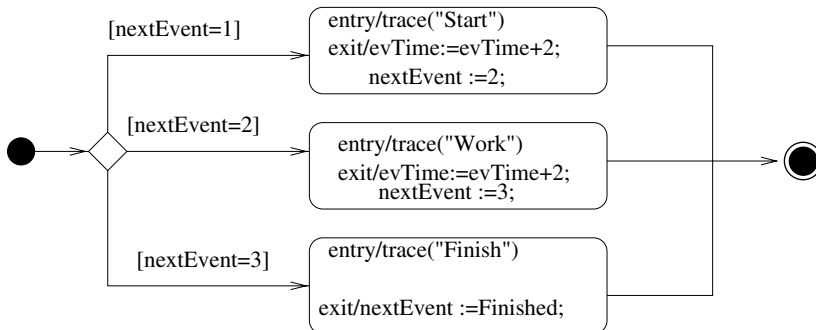 [nextEvent=1]
entry/trace("Start")
exit/evTime:=evTime+2;
nextEvent :=2;
[nextEvent=2]
entry/trace("Work")
exit/evTime:=evTime+2;
nextEvent :=3;
[nextEvent=3]
entry/trace("Finish")
exit/nextEvent :=Finished;